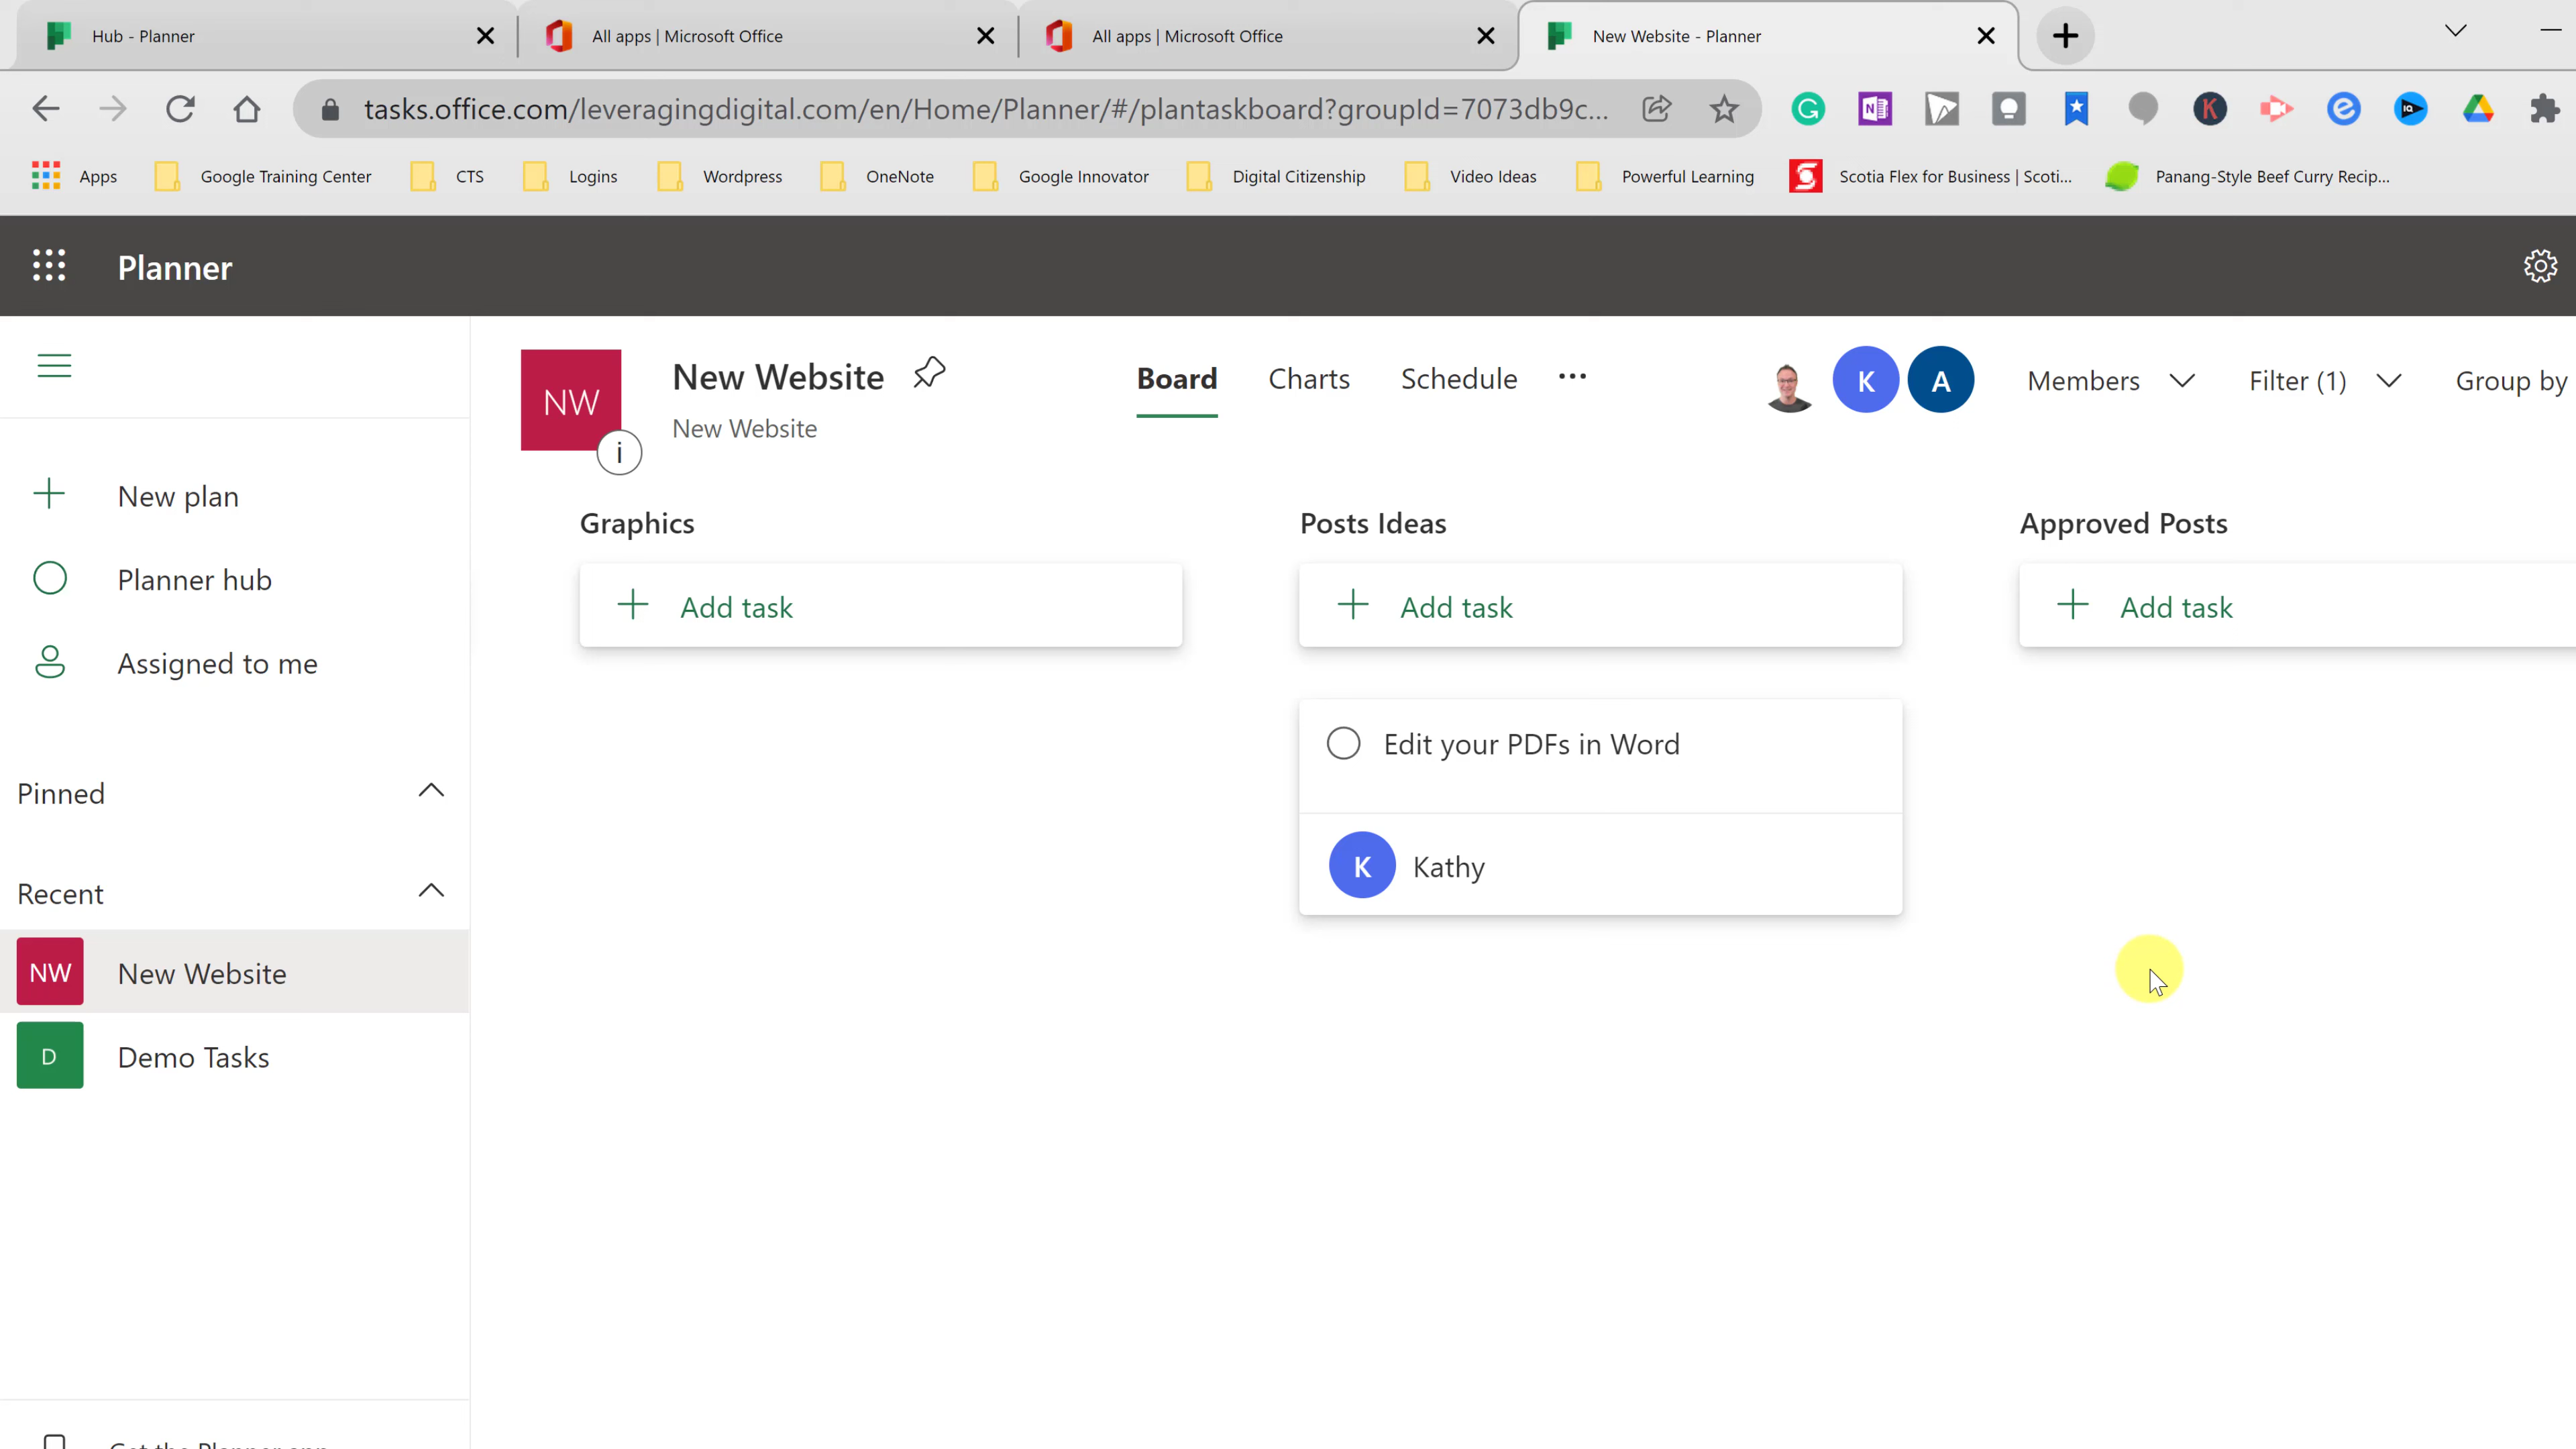 Hub - Planner
All apps | Microsoft Office
All apps | Microsoft Office
New Website - Planner
tasks.office.com/leveragingdigital.com/en/Home/Planner/#/plantaskboard?groupId=7073db9c...
Apps
Google Training Center
CTS
Logins
Wordpress
OneNote
Google Innovator
Digital Citizenship
Video Ideas
Powerful Learning
Scotia Flex for Business | Scoti...
Panang-Style Beef Curry Recip...
Planner
NW
i
New Website
New Website
Board
Charts
Schedule
K
A
Members
Filter (1)
Group by
New plan
Planner hub
Assigned to me
Pinned
Recent
NW
New Website
D
Demo Tasks
Graphics
Add task
Posts Ideas
Add task
Edit your PDFs in Word
K
Kathy
Approved Posts
Add task
Get the Planner app